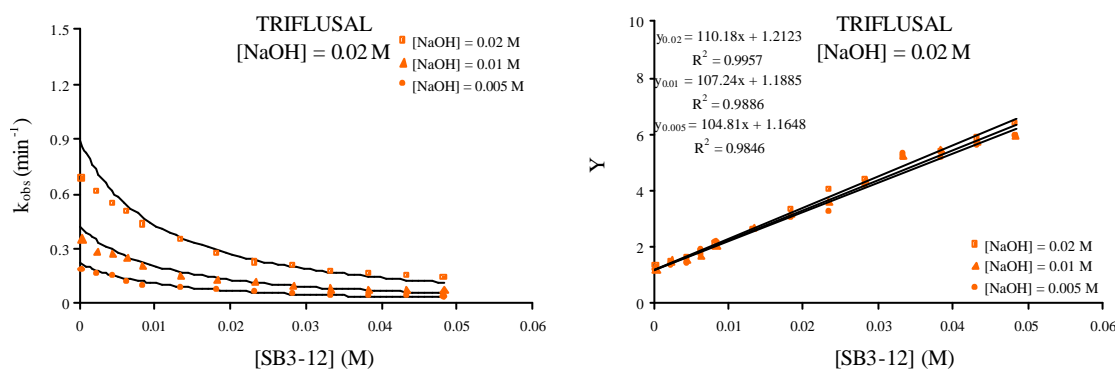 TRIFLUSAL
[NaOH] = 0.02 M
[NaOH] = 0.02 M
[NaOH] = 0.01 M
[NaOH] = 0.005 M
1.5
1.2
0.9
0.6
0.3
0
k_obs (min⁻¹)
0
0.01
0.02
0.03
0.04
0.05
0.06
[SB3-12] (M)
TRIFLUSAL
[NaOH] = 0.02 M
y0.02 = 110.18x + 1.2123
R² = 0.9957
y0.01 = 107.24x + 1.1885
R² = 0.9886
y0.005 = 104.81x + 1.1648
R² = 0.9846
10
8
6
4
2
0
Y
[NaOH] = 0.02 M
[NaOH] = 0.01 M
[NaOH] = 0.005 M
0
0.01
0.02
0.03
0.04
0.05
0.06
[SB3-12] (M)